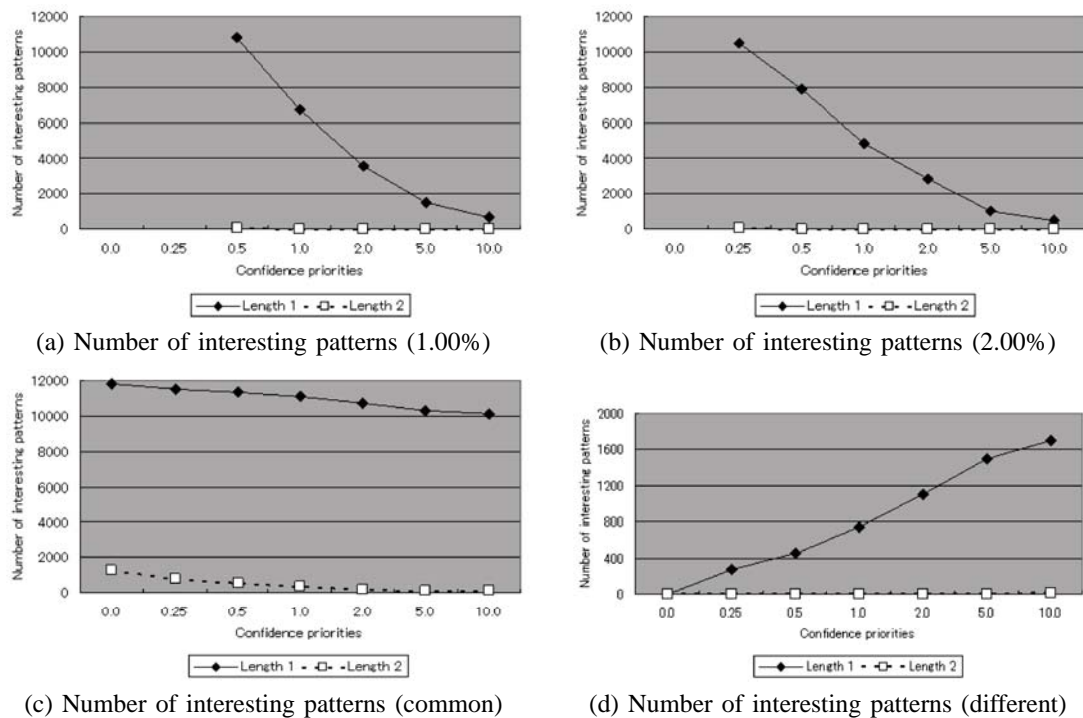 12000
10000
8000
6000
4000
2000
0
Number of interesting patterns
0.0 0.25 0.5 1.0 2.0 5.0 10.0
Confidence priorities
Length 1 Length 2
(a) Number of interesting patterns (1.00%)
12000
10000
8000
6000
4000
2000
0
Number of interesting patterns
0.0 0.25 0.5 1.0 2.0 5.0 10.0
Confidence priorities
Length 1 Length 2
(b) Number of interesting patterns (2.00%)
12000
10000
8000
6000
4000
2000
0
Number of interesting patterns
0.0 0.25 0.5 1.0 2.0 5.0 10.0
Confidence priorities
Length 1 Length 2
(c) Number of interesting patterns (common)
2000
1600
1200
800
400
0
Number of interesting patterns
0.0 0.25 0.5 1.0 2.0 5.0 10.0
Confidence priorities
Length 1 Length 2
(d) Number of interesting patterns (different)